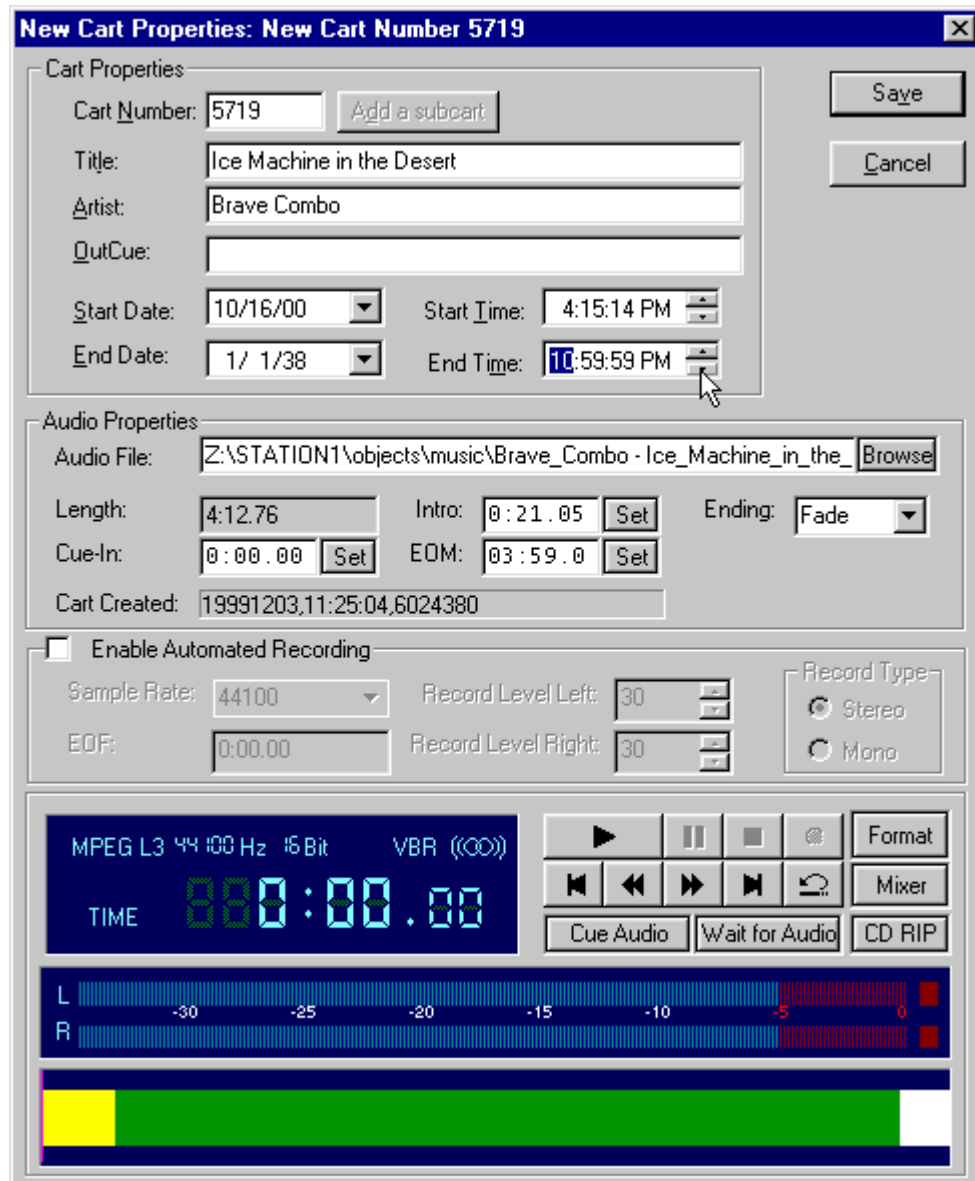 New Cart Properties: New Cart Number 5719
Cart Properties
Cart Number: 5719 Add a subcart
Save
Title: Ice Machine in the Desert
Cancel
Artist: Brave Combo
OutCue:
Start Date: 10/16/00 Start Time: 4:15:14 PM
End Date: 1/ 1/38 End Time: 10:59:59 PM
Audio Properties
Audio File: Z:\STATION1\objects\music\Brave_Combo - Ice_Machine_in_the_ Browse
Length: 4:12.76 Intro: 0:21.05 Set Ending: Fade
Cue-In: 0:00.00 Set EOM: 03:59.0 Set
Cart Created: 19991203,11:25:04,6024380
Enable Automated Recording
Sample Rate: 44100 Record Level Left: 30 Record Type
Stereo
EOF: 0:00.00 Record Level Right: 30 Mono
MPEG L3 44100 Hz 16 Bit VBR Format
Mixer
TIME 0:00.00
Cue Audio Wait for Audio CD RIP
L
-30 -25 -20 -15 -10 -5 0
R